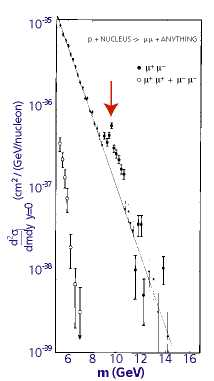 10-35
p + NUCLEUS -> μμ + ANYTHING
● μ+ μ-
○ μ+ μ+ + μ- μ-
10-36
10-37
10-38
10-39
d²σ
dmdy y=0
(cm²/(GeV/nucleon)
6 8 10 12 14 16
m (GeV)